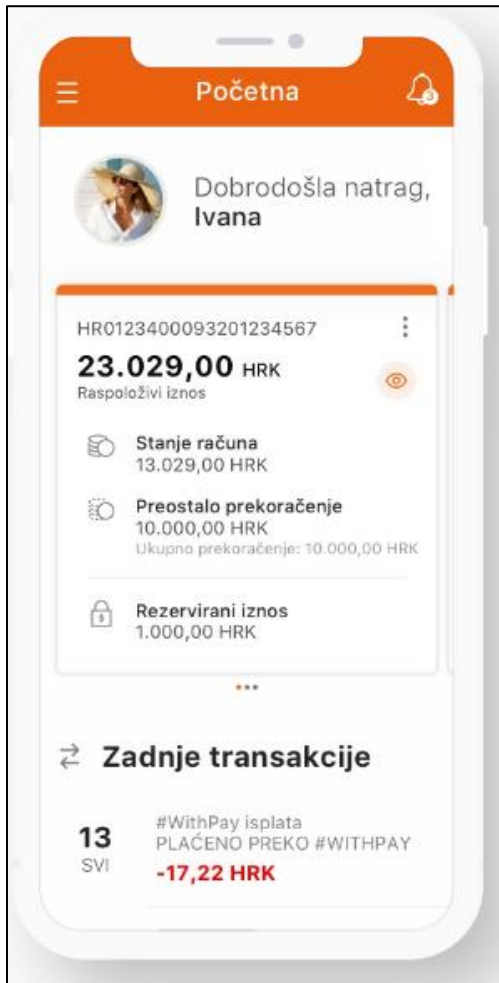 Početna
3
Dobrodošla natrag,
Ivana
HR0123400093201234567
23.029,00 HRK
Raspoloživi iznos
Stanje računa
13.029,00 HRK
Preostalo prekoračenje
10.000,00 HRK
Ukupno prekoračenje: 10.000,00 HRK
$
Rezervirani iznos
1.000,00 HRK
Zadnje transakcije
13
SVI
#WithPay isplata
PLAĆENO PREKO #WITHPAY
-17,22 HRK